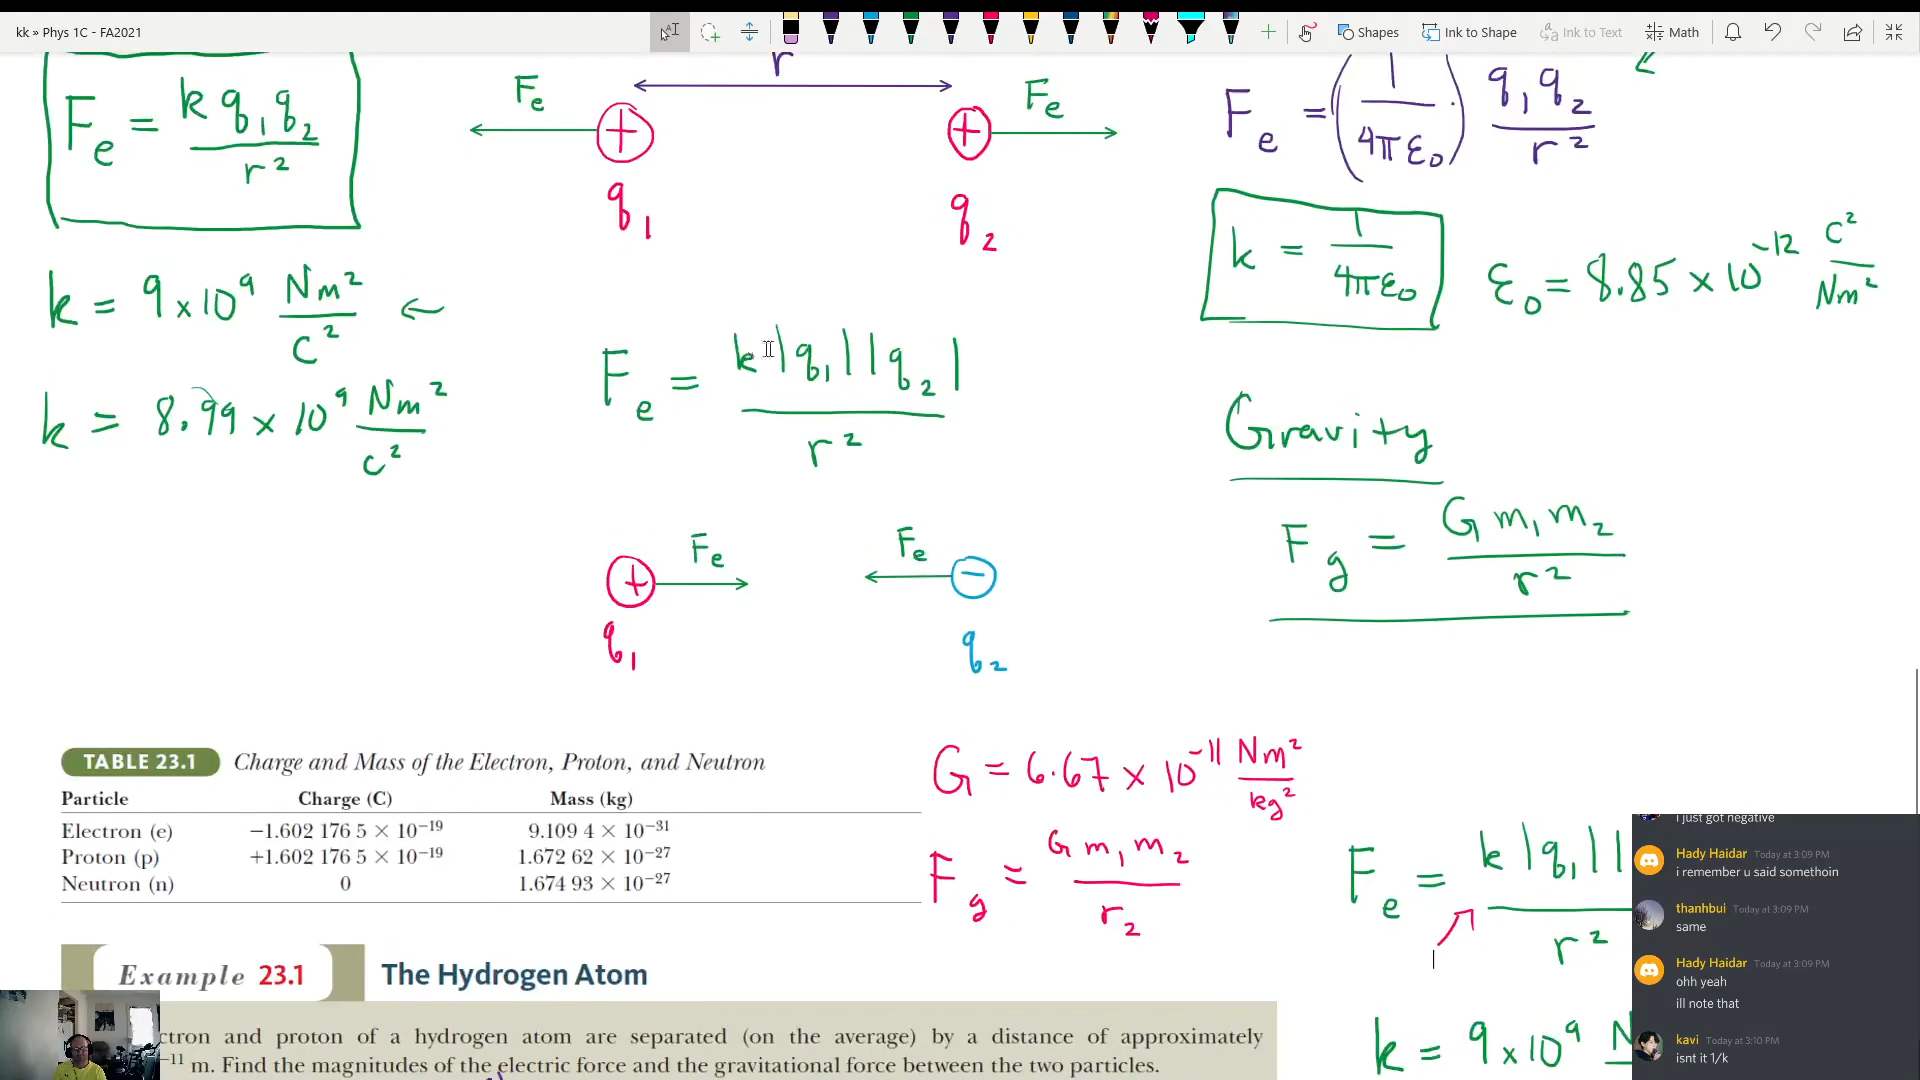 kk » Phys 1C - FA2021
Shapes
Ink to Shape
Ink to Text
Math
Fe = k q1q2 / r²
Fe
r
Fe
+
+
q1
q2
Fe = (1 / 4πε0) · q1q2 / r²
k = 1 / 4πε0
ε0 = 8.85 × 10⁻¹² C² / Nm²
k = 9 × 10⁹ Nm² / C² ←
k = 8.99 × 10⁹ Nm² / C²
Fe = k |q1| |q2| / r²
Gravity
Fg = G m1 m2 / r²
Fe
Fe
+
−
q1
q2
TABLE 23.1 Charge and Mass of the Electron, Proton, and Neutron
Particle Charge (C) Mass (kg)
Electron (e) −1.602 176 5 × 10⁻¹⁹ 9.109 4 × 10⁻³¹
Proton (p) +1.602 176 5 × 10⁻¹⁹ 1.672 62 × 10⁻²⁷
Neutron (n) 0 1.674 93 × 10⁻²⁷
G = 6.67 × 10⁻¹¹ Nm² / kg²
Fg = G m1 m2 / r2
Fe = k |q1| | / r²
k = 9 × 10⁹ N
Example 23.1 The Hydrogen Atom
ctron and proton of a hydrogen atom are separated (on the average) by a distance of approximately
−11 m. Find the magnitudes of the electric force and the gravitational force between the two particles.
i just got negative
Hady Haidar Today at 3:09 PM
i remember u said somethoin
thanhbui Today at 3:09 PM
same
Hady Haidar Today at 3:09 PM
ohh yeah
ill note that
kavi Today at 3:10 PM
isnt it 1/k